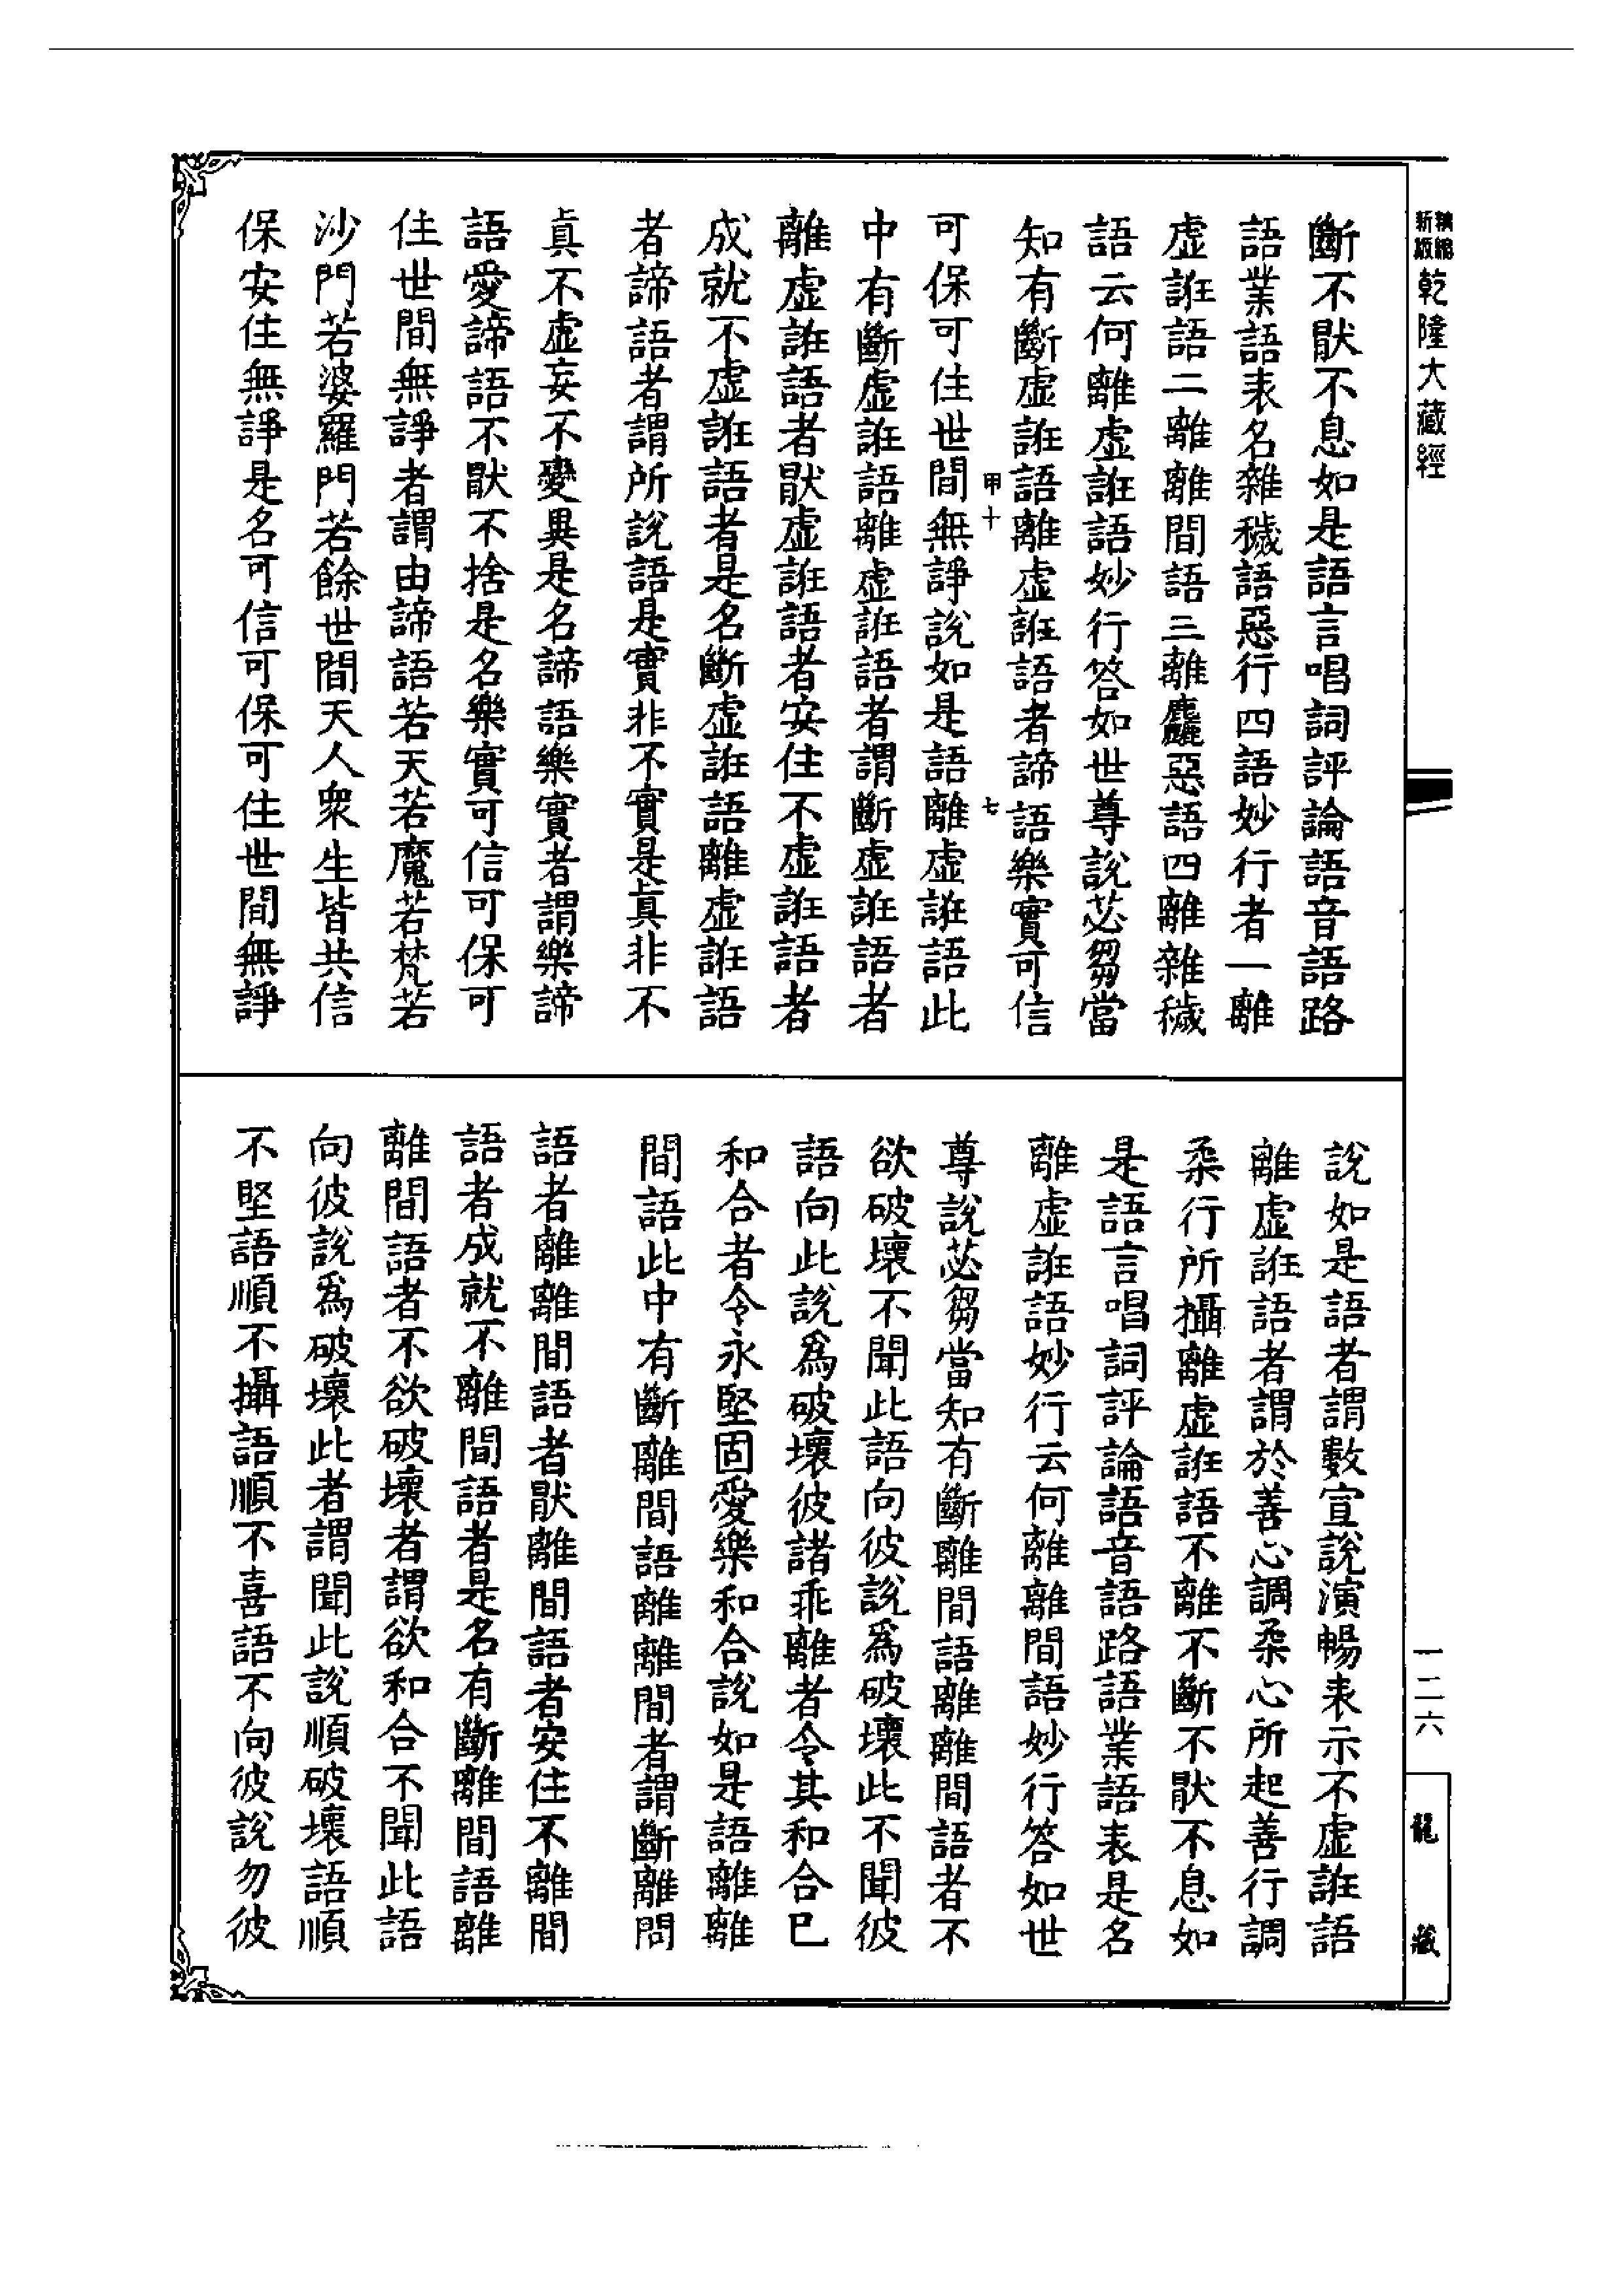 新編
縮版
乾隆大藏經
斷不猒不息如是語言唱詞評論語音語路
語業語表名雜穢語惡行四語妙行者一離
虛誑語二離離間語三離麤惡語四離雜穢
語云何離虛誑語妙行答如世尊說苾芻當
知有斷虛誑語離虛誑語者諦語樂實可信
甲十 七
可保可住世間無諍說如是語離虛誑語此
中有斷虛誑語離虛誑語者謂斷虛誑語者
離虛誑語者猒虛誑語者安住不虛誑語者
成就不虛誑語者是名斷虛誑語離虛誑語
者諦語者謂所說語是實非不實是真非不
真不虛妄不變異是名諦語樂實者謂樂諦
語愛諦語不猒不捨是名樂實可信可保可
住世間無諍者謂由諦語若天若魔若梵若
沙門若婆羅門若餘世間天人衆生皆共信
保安住無諍是名可信可保可住世間無諍
說如是語者謂數宣說演暢表示不虛誑語
離虛誑語者謂於善心調柔心所起善行調
柔行所攝離虛誑語不離不斷不猒不息如
是語言唱詞評論語音語路語業語表是名
離虛誑語妙行云何離離間語妙行答如世
尊說苾芻當知有斷離間語離離間語者不
欲破壞不聞此語向彼說爲破壞此不聞彼
語向此說爲破壞彼諸乖離者令其和合已
和合者令永堅固愛樂和合說如是語離離
間語此中有斷離間語離離間者謂斷離間
語者離離間語者猒離間語者安住不離間
語者成就不離間語者是名有斷離間語離
離間語者不欲破壞者謂欲和合不聞此語
向彼說爲破壞此者謂聞此說順破壞語順
不堅語順不攝語順不喜語不向彼說勿彼
一二六
龍藏